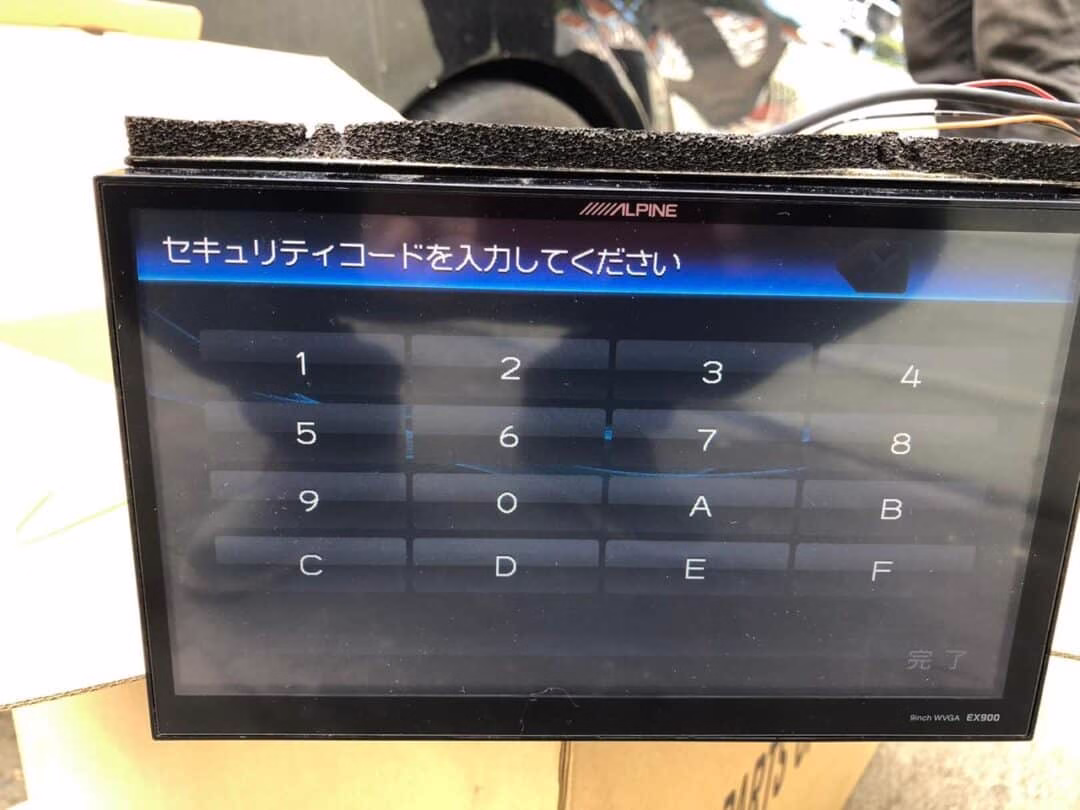 ALPINE
セキュリティコードを入力してください
1 2 3 4
5 6 7 8
9 0 A B
C D E F
完了
9inch WVGA EX900
PARTS